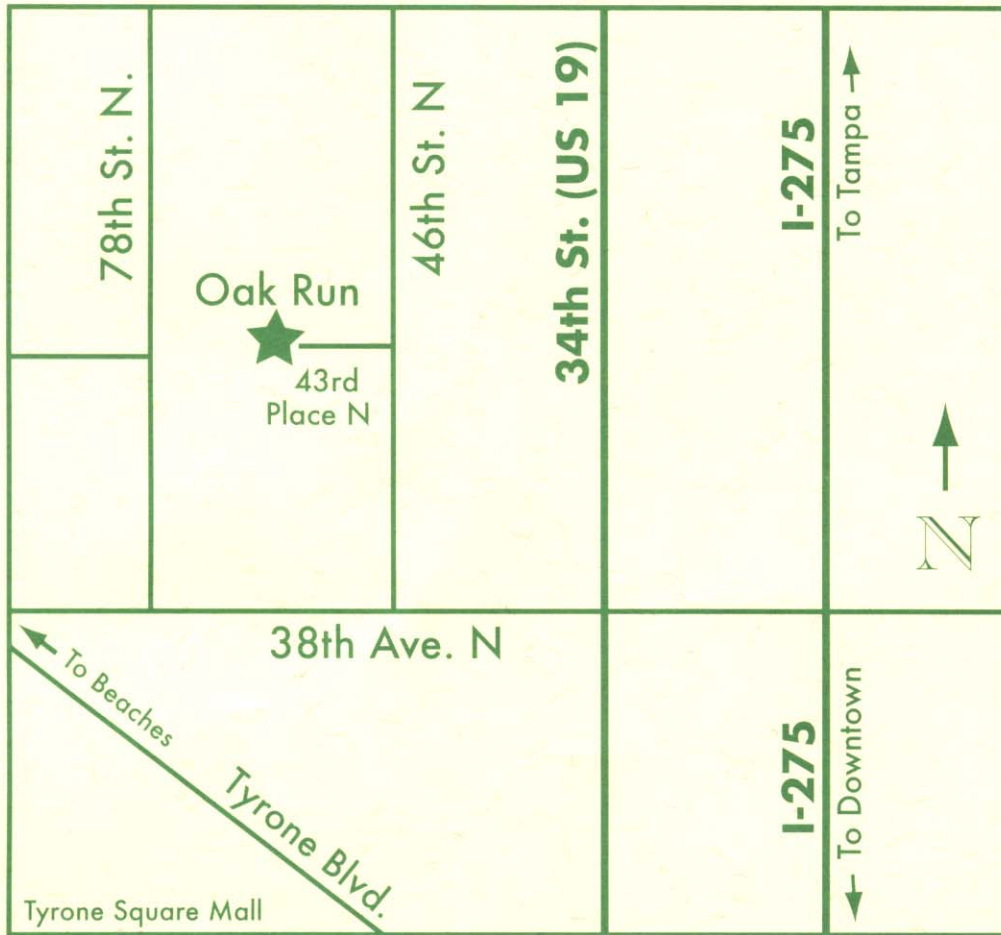 78th St. N.
Oak Run
43rd
Place N
46th St. N
34th St. (US 19)
I-275
To Tampa
N
38th Ave. N
To Beaches
Tyrone Blvd.
Tyrone Square Mall
I-275
To Downtown